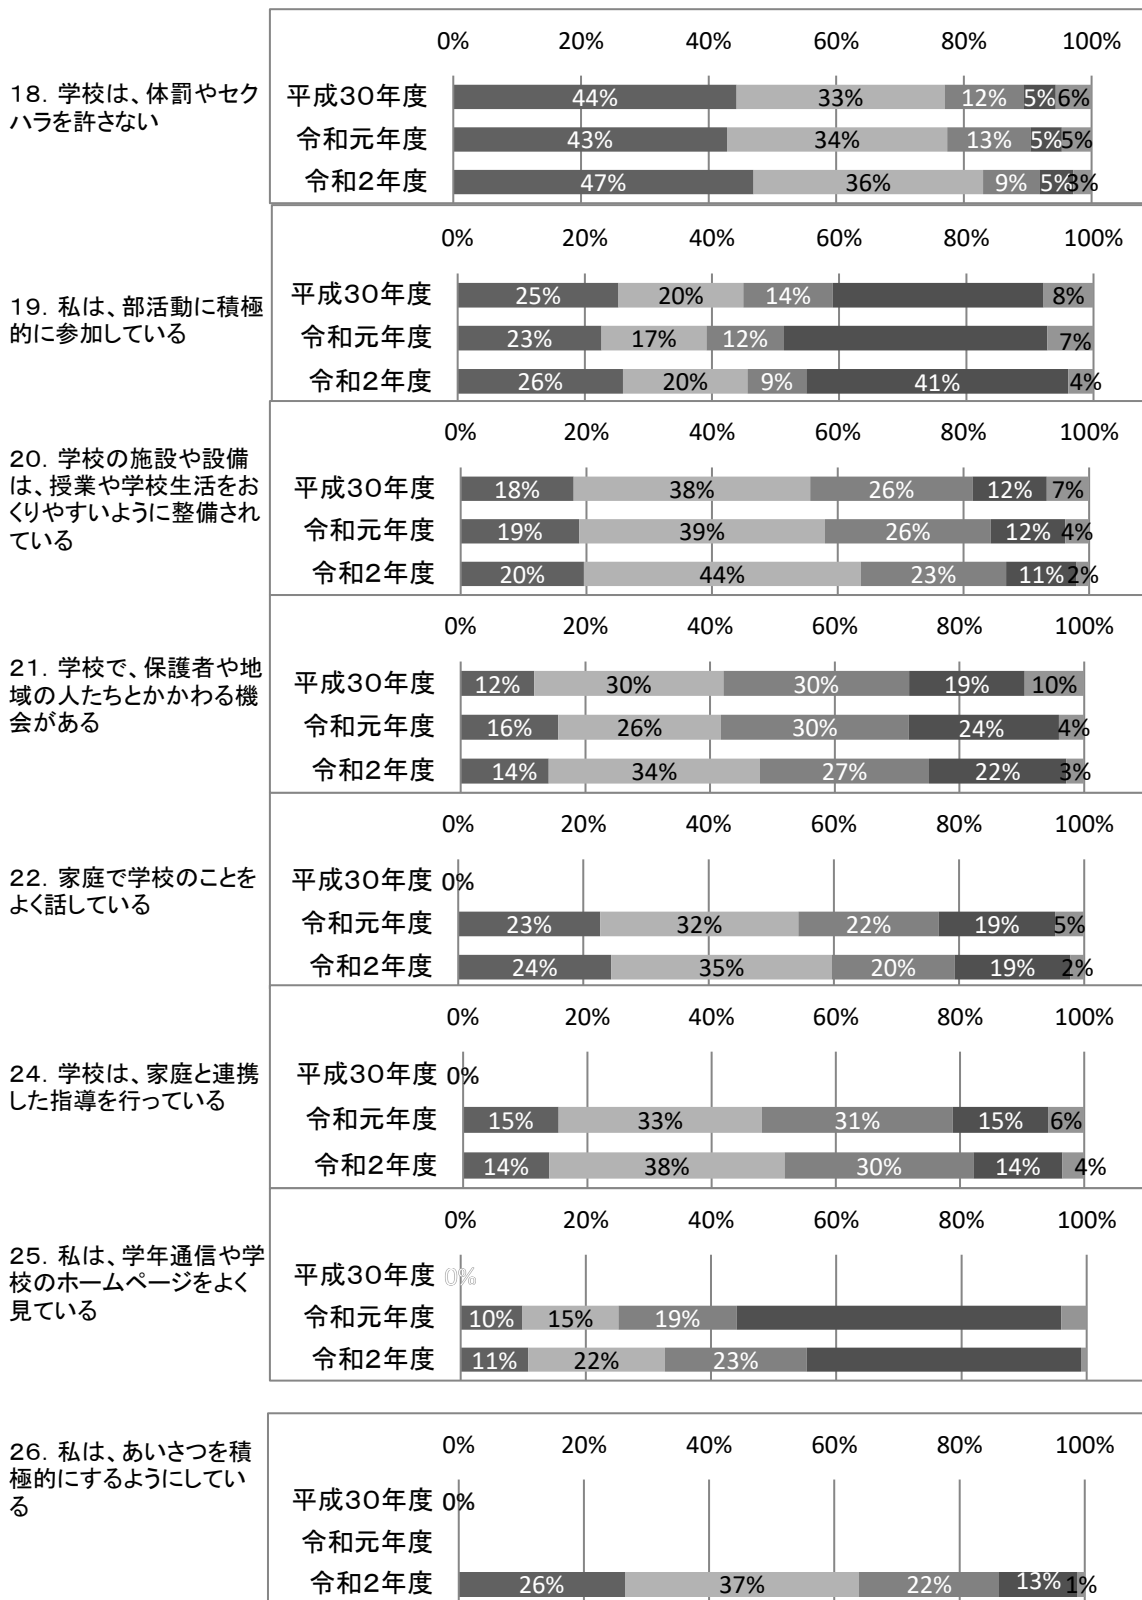 0% 20% 40% 60% 80% 100%
18．学校は、体罰やセク
ハラを許さない
平成30年度 44% 33% 12% 5% 6%
令和元年度 43% 34% 13% 5% 5%
令和2年度 47% 36% 9% 5% 3%
0% 20% 40% 60% 80% 100%
19．私は、部活動に積極
的に参加している
平成30年度 25% 20% 14% 8%
令和元年度 23% 17% 12% 7%
令和2年度 26% 20% 9% 41% 4%
0% 20% 40% 60% 80% 100%
20．学校の施設や設備
は、授業や学校生活をお
くりやすいように整備され
ている
平成30年度 18% 38% 26% 12% 7%
令和元年度 19% 39% 26% 12% 4%
令和2年度 20% 44% 23% 11% 2%
0% 20% 40% 60% 80% 100%
21．学校で、保護者や地
域の人たちとかかわる機
会がある
平成30年度 12% 30% 30% 19% 10%
令和元年度 16% 26% 30% 24% 4%
令和2年度 14% 34% 27% 22% 3%
0% 20% 40% 60% 80% 100%
22．家庭で学校のことを
よく話している
平成30年度 0%
令和元年度 23% 32% 22% 19% 5%
令和2年度 24% 35% 20% 19% 2%
0% 20% 40% 60% 80% 100%
24．学校は、家庭と連携
した指導を行っている
平成30年度 0%
令和元年度 15% 33% 31% 15% 6%
令和2年度 14% 38% 30% 14% 4%
0% 20% 40% 60% 80% 100%
25．私は、学年通信や学
校のホームページをよく
見ている
平成30年度 0%
令和元年度 10% 15% 19%
令和2年度 11% 22% 23%
0% 20% 40% 60% 80% 100%
26．私は、あいさつを積
極的にするようにしてい
る
平成30年度 0%
令和元年度
令和2年度 26% 37% 22% 13% 1%